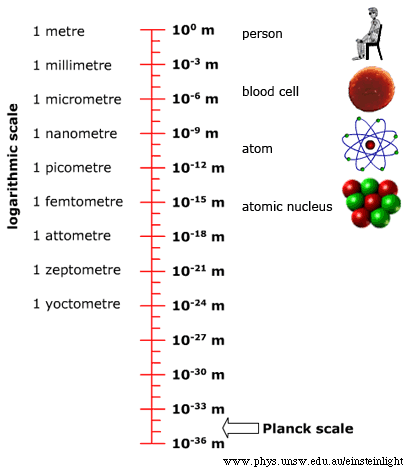 logarithmic scale
1 metre 10⁰ m person
1 millimetre 10⁻³ m
blood cell
1 micrometre 10⁻⁶ m
1 nanometre 10⁻⁹ m
atom
1 picometre 10⁻¹² m
1 femtometre 10⁻¹⁵ m atomic nucleus
1 attometre 10⁻¹⁸ m
1 zeptometre 10⁻²¹ m
1 yoctometre 10⁻²⁴ m
10⁻²⁷ m
10⁻³⁰ m
10⁻³³ m
Planck scale
10⁻³⁶ m
www.phys.unsw.edu.au/einsteinlight